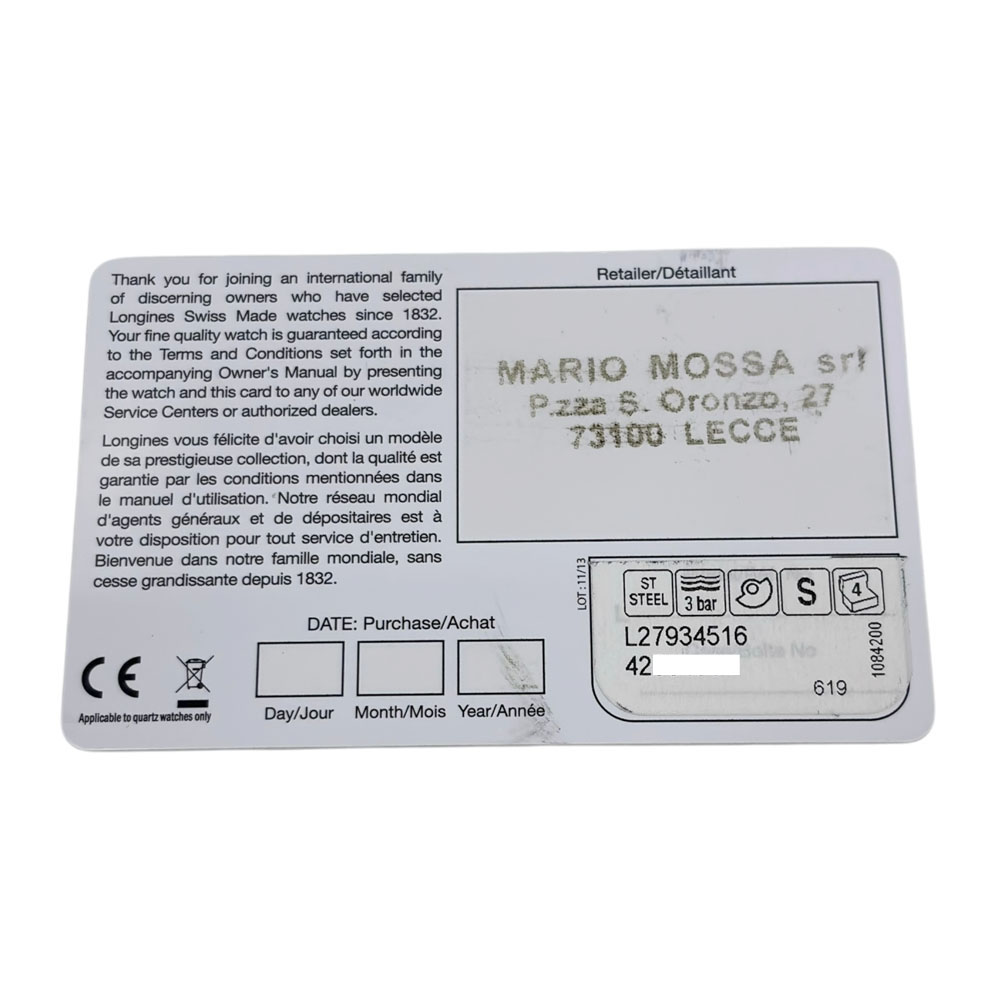 Thank you for joining an international family
of discerning owners who have selected
Longines Swiss Made watches since 1832.
Your fine quality watch is guaranteed according
to the Terms and Conditions set forth in the
accompanying Owner's Manual by presenting
the watch and this card to any of our worldwide
Service Centers or authorized dealers.
Longines vous félicite d'avoir choisi un modèle
de sa prestigieuse collection, dont la qualité est
garantie par les conditions mentionnées dans
le manuel d'utilisation. Notre réseau mondial
d'agents généraux et de dépositaires est à
votre disposition pour tout service d'entretien.
Bienvenue dans notre famille mondiale, sans
cesse grandissante depuis 1832.
Retailer/Détaillant
MARIO MOSSA srl
P.zza S. Oronzo, 27
73100 LECCE
DATE: Purchase/Achat
Day/Jour Month/Mois Year/Année
CE
Applicable to quartz watches only
LOT: 11/13
ST
STEEL
3 bar
S
4
L27934516
42
619
1084200